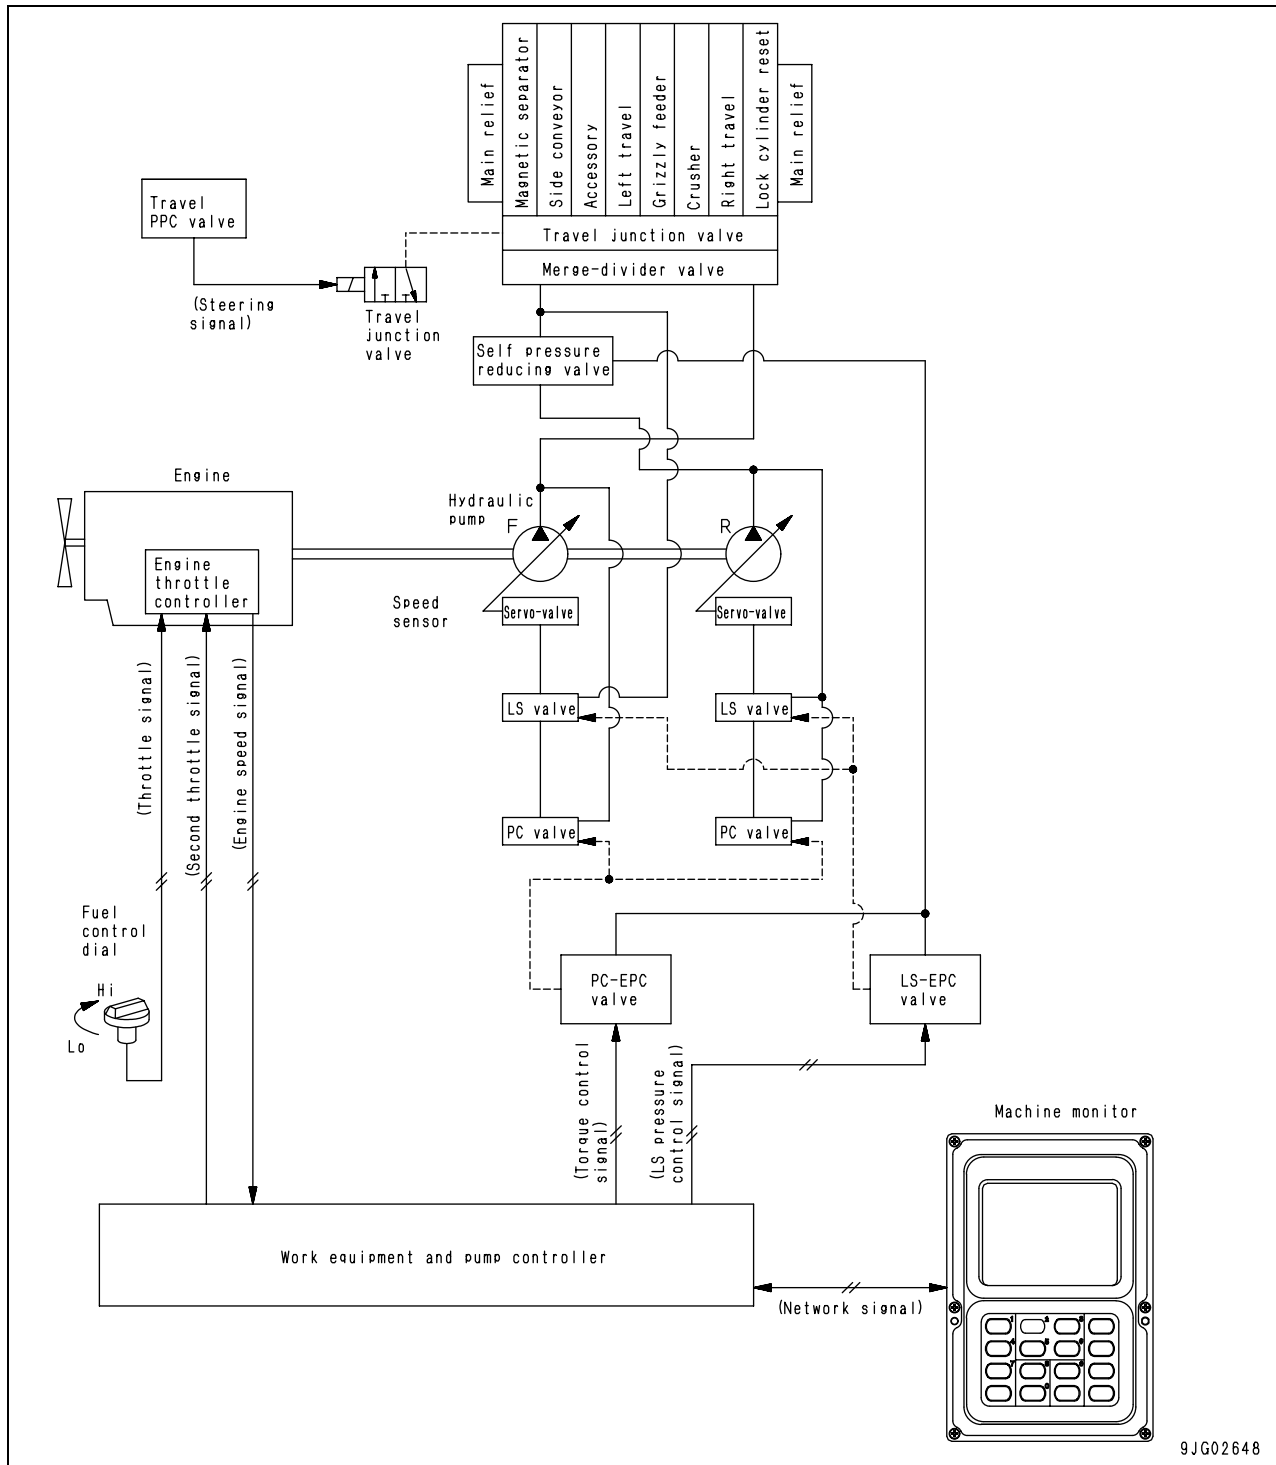 Main relief
Magnetic separator
Side conveyor
Accessory
Left travel
Grizzly feeder
Crusher
Right travel
Lock cylinder reset
Main relief
Travel junction valve
Merge-divider valve
Travel
PPC valve
(Steering
signal)
Travel
junction
valve
Self pressure
reducing valve
Engine
Engine
throttle
controller
Hydraulic
pump
F
R
Speed
sensor
Servo-valve
Servo-valve
LS valve
LS valve
PC valve
PC valve
(Throttle signal)
(Second throttle signal)
(Engine speed signal)
Fuel
control
dial
Hi
Lo
PC-EPC
valve
LS-EPC
valve
(Torque control
signal)
(LS pressure
control signal)
Machine monitor
Work equipment and pump controller
(Network signal)
9JG02648